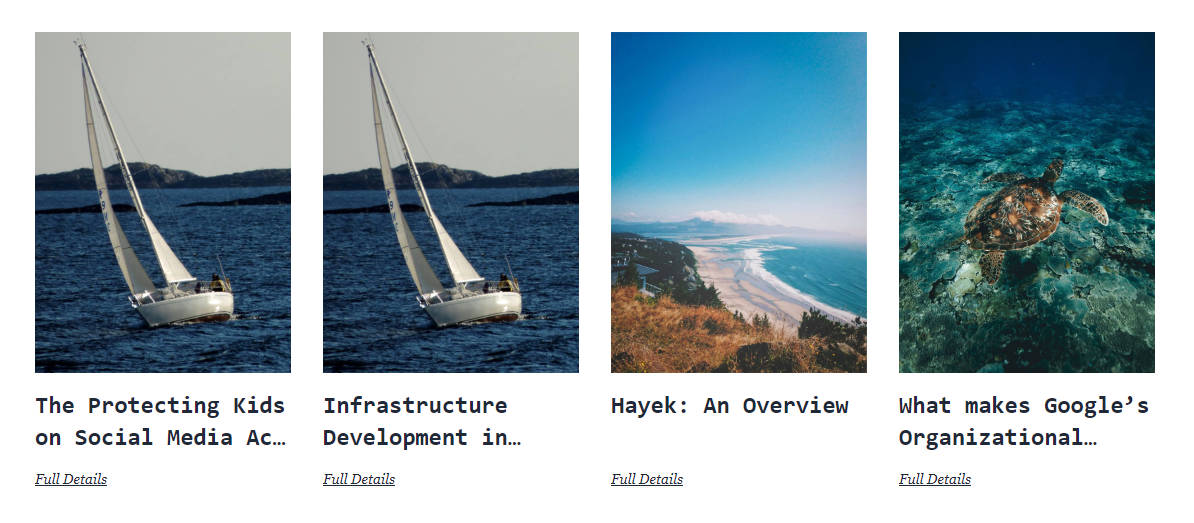 The Protecting Kids
on Social Media Ac…
Full Details
Infrastructure
Development in…
Full Details
Hayek: An Overview
Full Details
What makes Google’s
Organizational…
Full Details